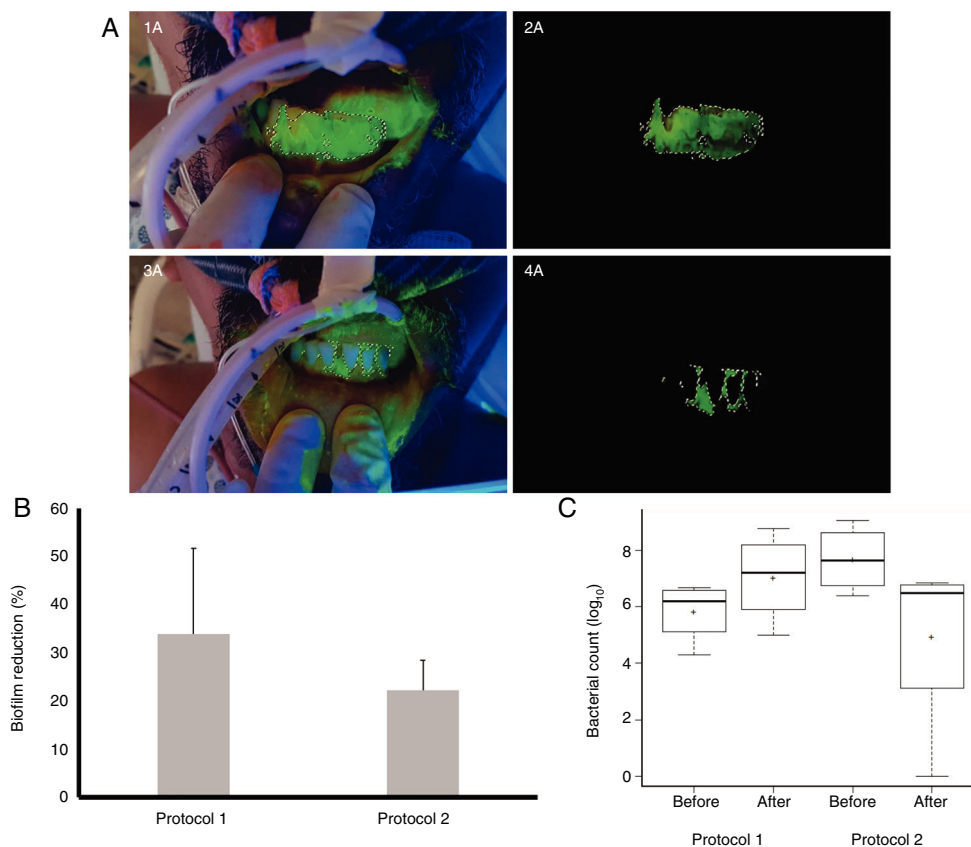 A
1A
2A
3A
4A
B
60
50
40
30
20
10
0
Biofilm reduction (%)
Protocol 1
Protocol 2
C
8
6
4
2
0
Bacterial count (log₁₀)
Before After Before After
Protocol 1 Protocol 2